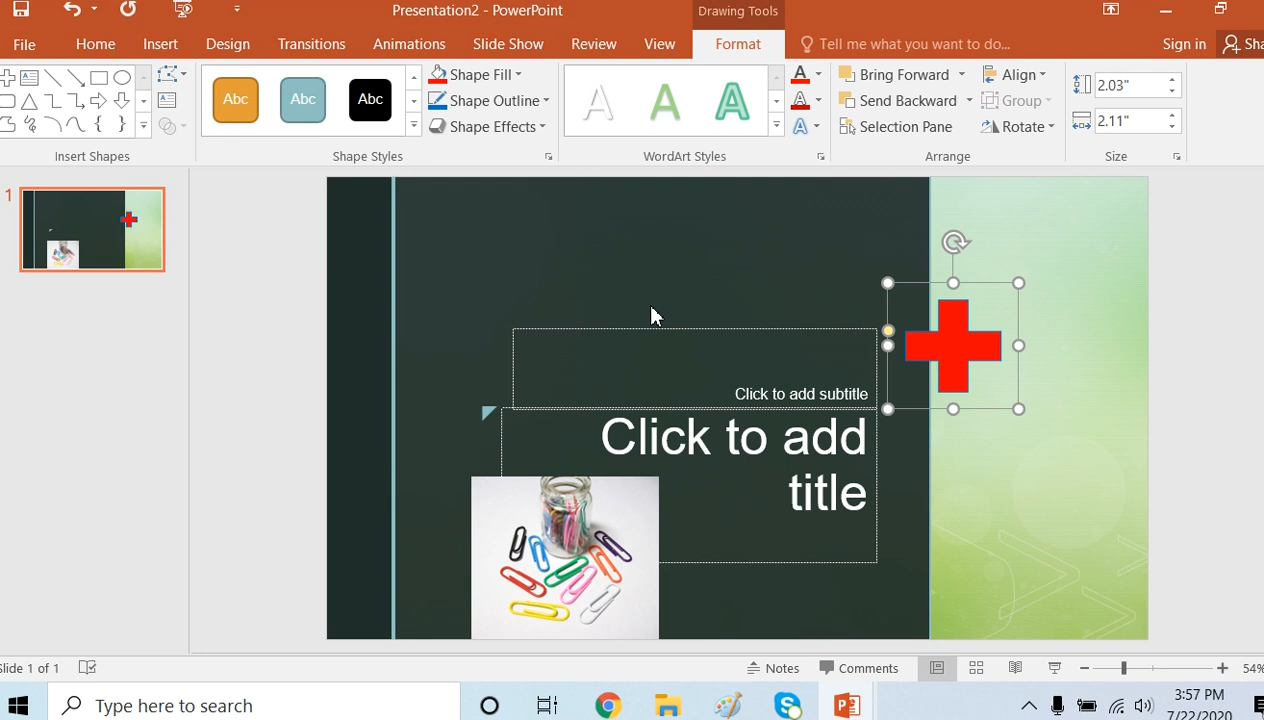 Presentation2 - PowerPoint
Drawing Tools
File Home Insert Design Transitions Animations Slide Show Review View Format Tell me what you want to do... Sign in Sha
Abc Abc Abc
Shape Fill
Shape Outline
Shape Effects
A A A
Bring Forward
Send Backward
Selection Pane
Align
Group
Rotate
2.03"
2.11"
Insert Shapes Shape Styles WordArt Styles Arrange Size
1
Click to add subtitle
Click to add
title
Slide 1 of 1 Notes Comments 54%
Type here to search
3:57 PM
7/22/2020